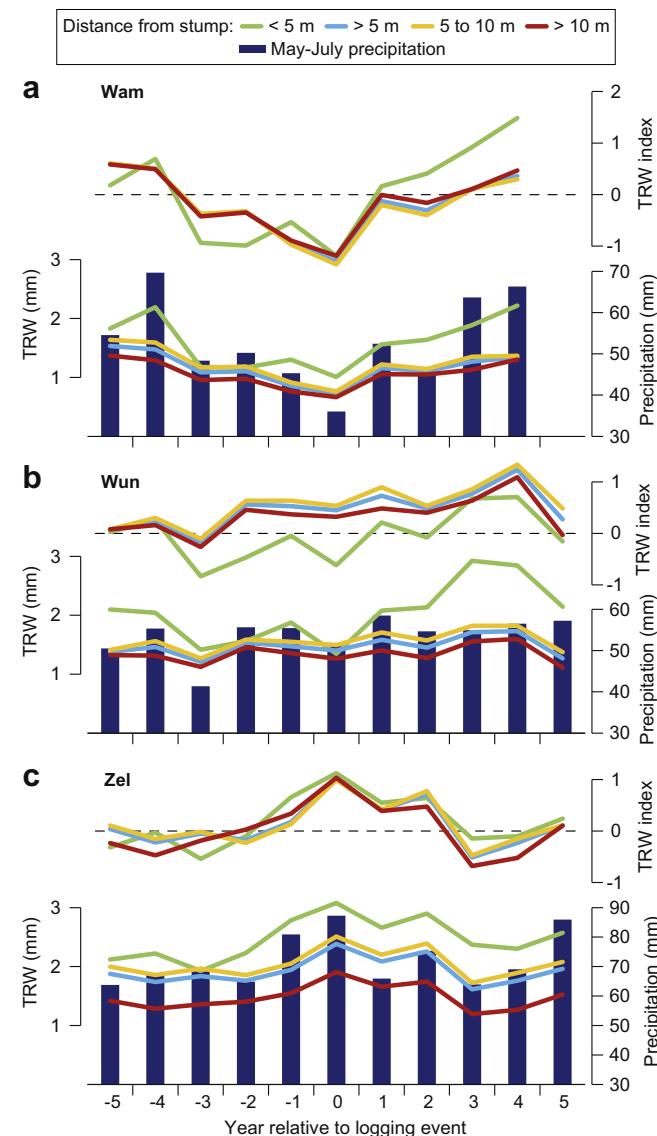 Distance from stump: < 5 m > 5 m 5 to 10 m > 10 m
May-July precipitation
a Wam
2
1
0
-1
TRW index
3
2
1
TRW (mm)
70
60
50
40
30
Precipitation (mm)
b Wun
1
0
-1
TRW index
3
2
1
TRW (mm)
60
50
40
30
Precipitation (mm)
c Zel
1
0
-1
TRW index
3
2
1
TRW (mm)
90
80
70
60
50
40
30
Precipitation (mm)
-5 -4 -3 -2 -1 0 1 2 3 4 5
Year relative to logging event